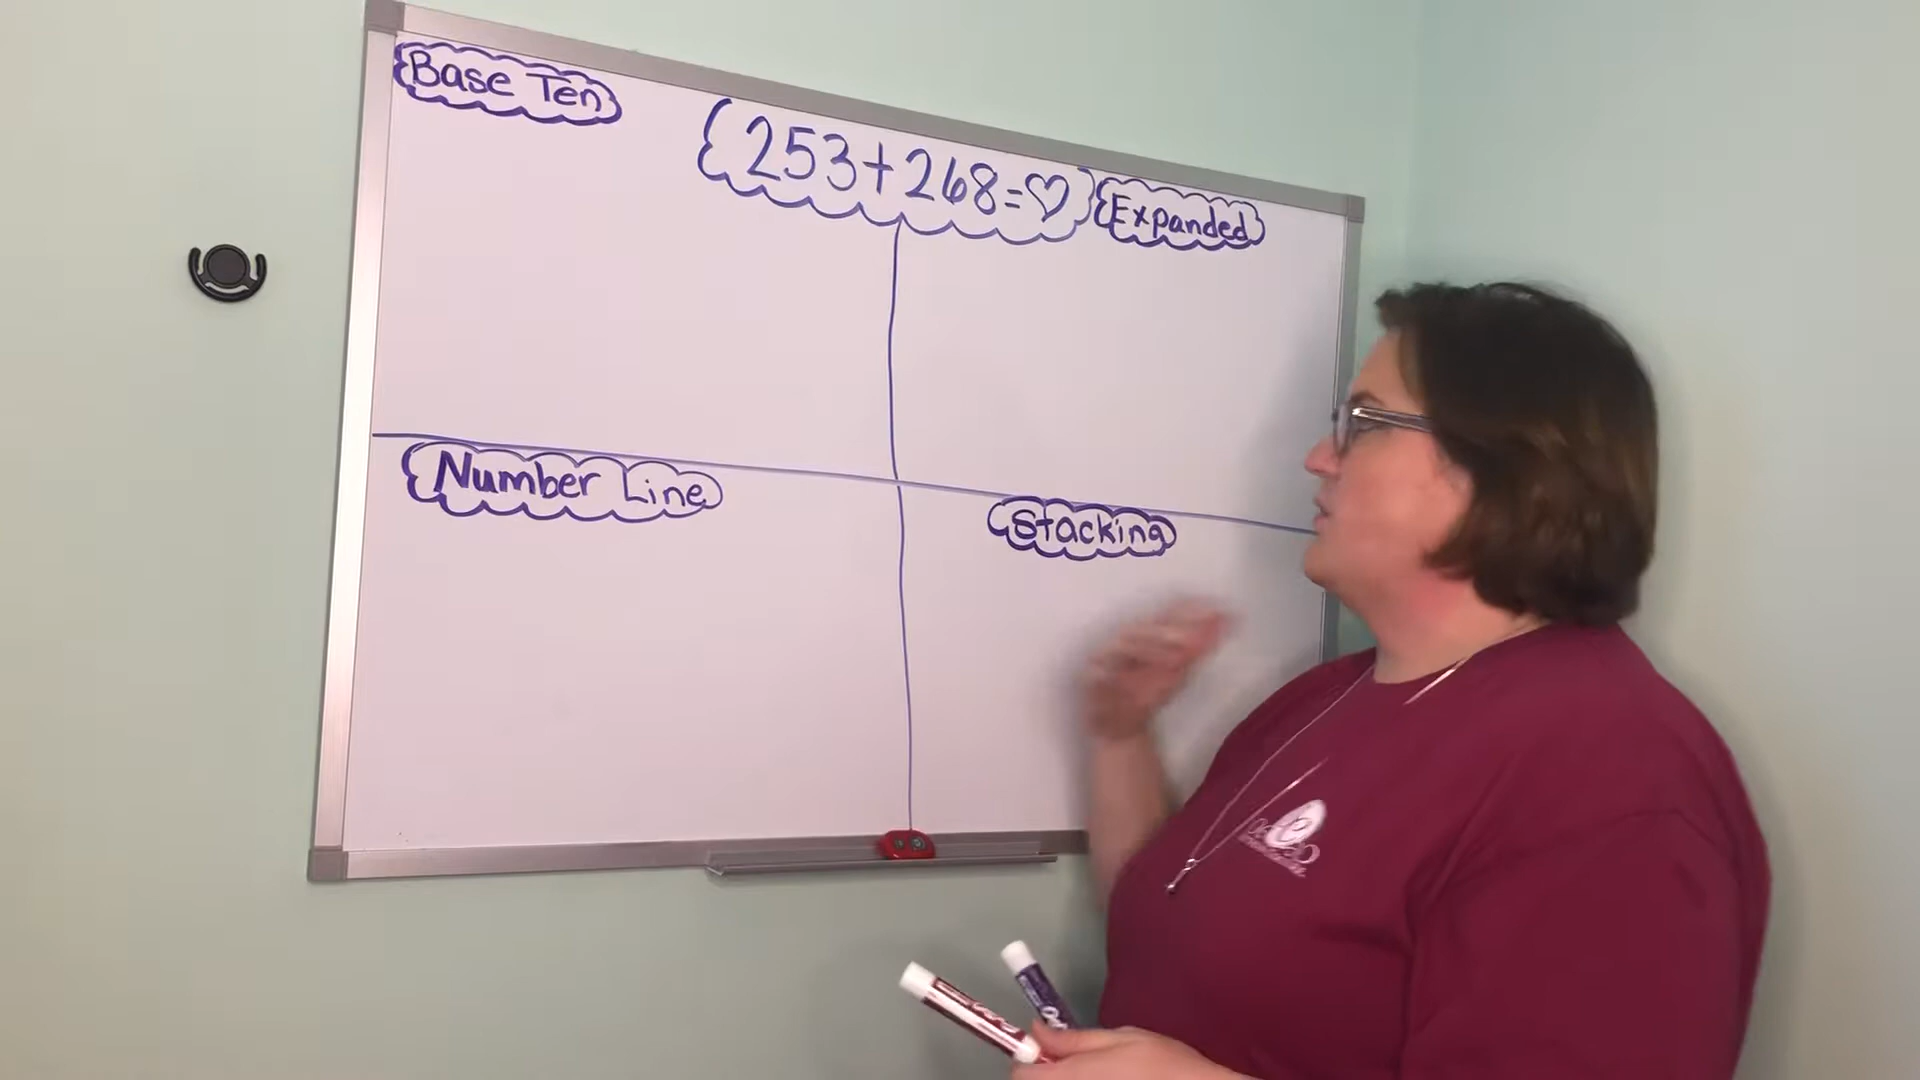 Base Ten
253+268=♡
Expanded
Number Line
Stacking